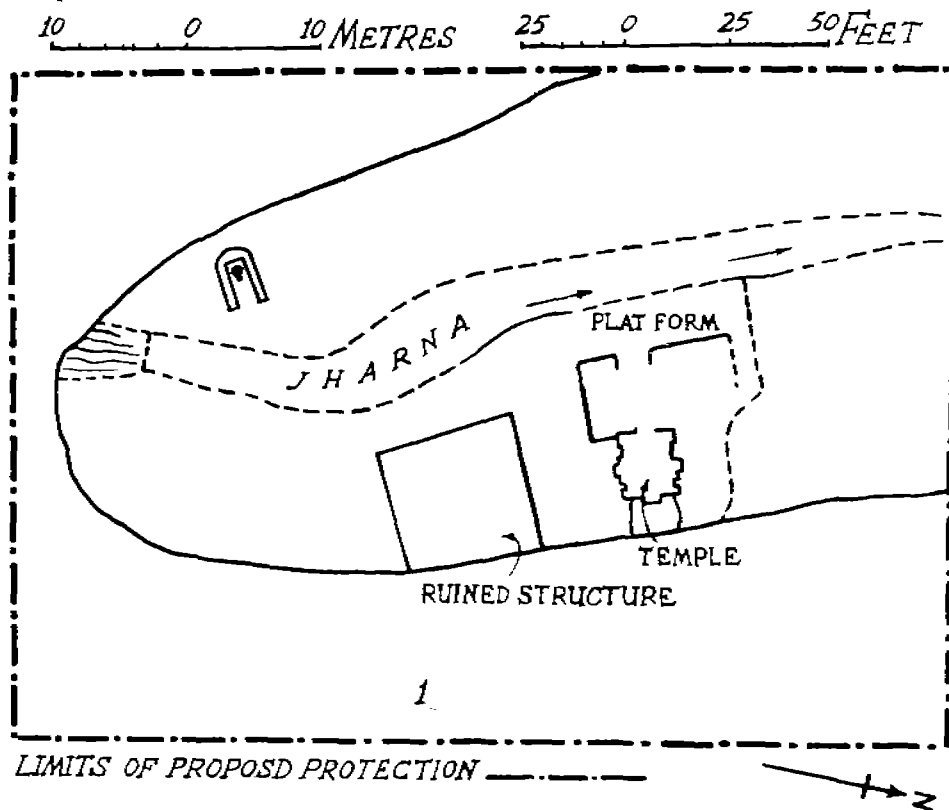 10 0 10 METRES 25 0 25 50 FEET
JHARNA
PLAT FORM
TEMPLE
RUINED STRUCTURE
1
LIMITS OF PROPOSD PROTECTION
N